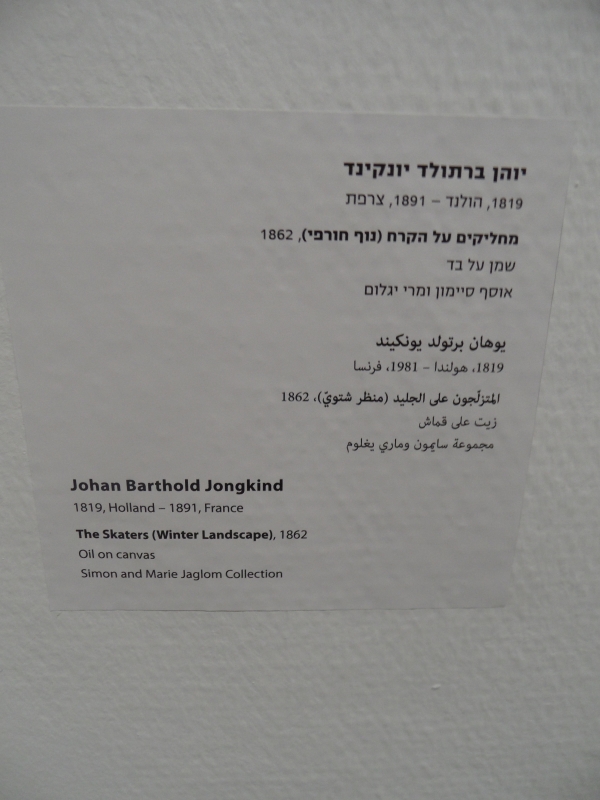 יוהן ברתולד יונקינד
1819, הולנד – 1891, צרפת
מחליקים על הקרח (נוף חורפי), 1862
שמן על בד
אוסף סיימון ומרי יגלום
يوهان برتولد يونكيند
1819، هولندا – 1981، فرنسا
المتزلّجون على الجليد (منظر شتويّ)، 1862
زيت على قماش
مجموعة سايمون وماري يغلوم
Johan Barthold Jongkind
1819, Holland – 1891, France
The Skaters (Winter Landscape), 1862
Oil on canvas
Simon and Marie Jaglom Collection